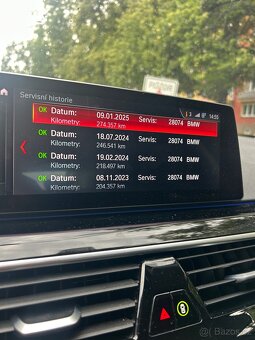 Servisní historie
3
14:55
OK Datum: 09.01.2025 Servis: 28074 BMW
Kilometry: 274.357 km
OK Datum: 18.07.2024 Servis: 28074 BMW
Kilometry: 246.541 km
OK Datum: 19.02.2024 Servis: 28074 BMW
Kilometry: 218.497 km
OK Datum: 08.11.2023 Servis: 28074 BMW
Kilometry: 204.357 km